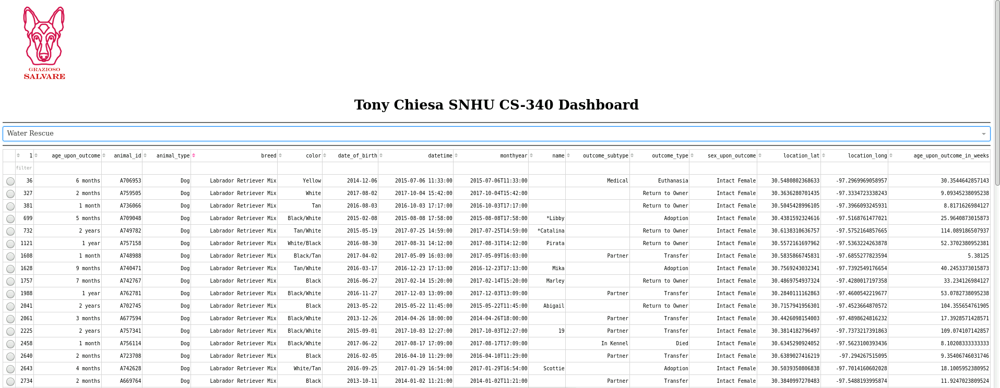 GRAZIOSO
SALVARE
Tony Chiesa SNHU CS-340 Dashboard
Water Rescue
1 age_upon_outcome animal_id animal_type breed color date_of_birth datetime monthyear name outcome_subtype outcome_type sex_upon_outcome location_lat location_long age_upon_outcome_in_weeks
filter
36 6 months A706953 Dog Labrador Retriever Mix Yellow 2014-12-06 2015-07-06 11:33:00 2015-07-06T11:33:00 Medical Euthanasia Intact Female 30.5480802368633 -97.2969969058957 30.3544642857143
327 2 months A759505 Dog Labrador Retriever Mix White 2017-08-02 2017-10-04 15:42:00 2017-10-04T15:42:00 Return to Owner Intact Female 30.3636280701435 -97.3334723338243 9.09345238095238
381 1 month A736066 Dog Labrador Retriever Mix Tan 2016-08-03 2016-10-03 17:17:00 2016-10-03T17:17:00 Return to Owner Intact Female 30.5045428996105 -97.3966093245931 8.8171626984127
699 5 months A709048 Dog Labrador Retriever Mix Black/White 2015-02-08 2015-08-08 17:58:00 2015-08-08T17:58:00 *Libby Adoption Intact Female 30.4381592324616 -97.5168761477021 25.9640873015873
732 2 years A749782 Dog Labrador Retriever Mix Tan/White 2015-05-19 2017-07-25 14:59:00 2017-07-25T14:59:00 *Catalina Return to Owner Intact Female 30.6138310636757 -97.5752164857665 114.089186507937
1121 1 year A757158 Dog Labrador Retriever Mix White/Black 2016-08-30 2017-08-31 14:12:00 2017-08-31T14:12:00 Pirata Return to Owner Intact Female 30.5572161697962 -97.5363224263878 52.3702380952381
1608 1 month A748988 Dog Labrador Retriever Mix Black/Tan 2017-04-02 2017-05-09 16:03:00 2017-05-09T16:03:00 Partner Transfer Intact Female 30.5835866745831 -97.6855277823594 5.38125
1628 9 months A740471 Dog Labrador Retriever Mix Tan/White 2016-03-17 2016-12-23 17:13:00 2016-12-23T17:13:00 Mika Adoption Intact Female 30.7569243032341 -97.7392549176654 40.2453373015873
1757 7 months A742767 Dog Labrador Retriever Mix Black 2016-06-27 2017-02-14 15:20:00 2017-02-14T15:20:00 Marley Return to Owner Intact Female 30.4869754937324 -97.4280017197358 33.234126984127
1988 1 year A762781 Dog Labrador Retriever Mix Black/White 2016-11-27 2017-12-03 13:09:00 2017-12-03T13:09:00 Partner Transfer Intact Female 30.2840111162863 -97.4600542219677 53.0782738095238
2041 2 years A702745 Dog Labrador Retriever Mix Black 2013-05-22 2015-05-22 11:45:00 2015-05-22T11:45:00 Abigail Return to Owner Intact Female 30.7157941956301 -97.4523664870572 104.355654761905
2061 3 months A677594 Dog Labrador Retriever Mix Black/White 2013-12-26 2014-04-26 18:00:00 2014-04-26T18:00:00 Partner Transfer Intact Female 30.4426098154003 -97.4898624816232 17.3928571428571
2225 2 years A757341 Dog Labrador Retriever Mix Black/White 2015-09-01 2017-10-03 12:27:00 2017-10-03T12:27:00 19 Partner Transfer Intact Female 30.3814182796497 -97.7373217391863 109.074107142857
2458 1 month A756114 Dog Labrador Retriever Mix Black/White 2017-06-22 2017-08-17 17:09:00 2017-08-17T17:09:00 In Kennel Died Intact Female 30.6345290924052 -97.5623100393436 8.10208333333333
2640 2 months A723708 Dog Labrador Retriever Mix Black 2016-02-05 2016-04-10 11:29:00 2016-04-10T11:29:00 Partner Transfer Intact Female 30.6389027416219 -97.294267515095 9.35406746031746
2643 4 months A742628 Dog Labrador Retriever Mix White/Tan 2016-09-25 2017-01-29 16:54:00 2017-01-29T16:54:00 Scottie Adoption Intact Female 30.5039350806838 -97.7014160602028 18.1005952380952
2734 2 months A669764 Dog Labrador Retriever Mix Black 2013-10-11 2014-01-02 11:21:00 2014-01-02T11:21:00 Partner Transfer Intact Female 30.3840997270483 -97.5488193995874 11.9247023809524